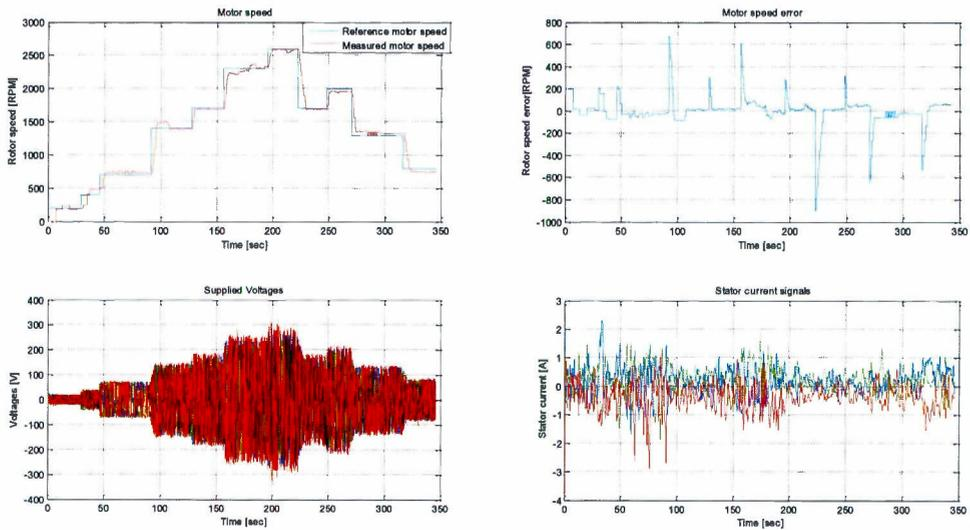 Motor speed
Rotor speed [RPM]
3000
2500
2000
1500
1000
500
0
Reference motor speed
Measured motor speed
0 50 100 150 200 250 300 350
Time [sec]
Motor speed error
Rotor speed error[RPM]
800
600
400
200
0
-200
-400
-600
-800
-1000
0 50 100 150 200 250 300 350
Time [sec]
Supplied Voltages
Voltages [V]
400
300
200
100
0
-100
-200
-300
-400
0 50 100 150 200 250 300 350
Time [sec]
Stator current signals
Stator current [A]
3
2
1
0
-1
-2
-3
-4
0 50 100 150 200 250 300 350
Time [sec]